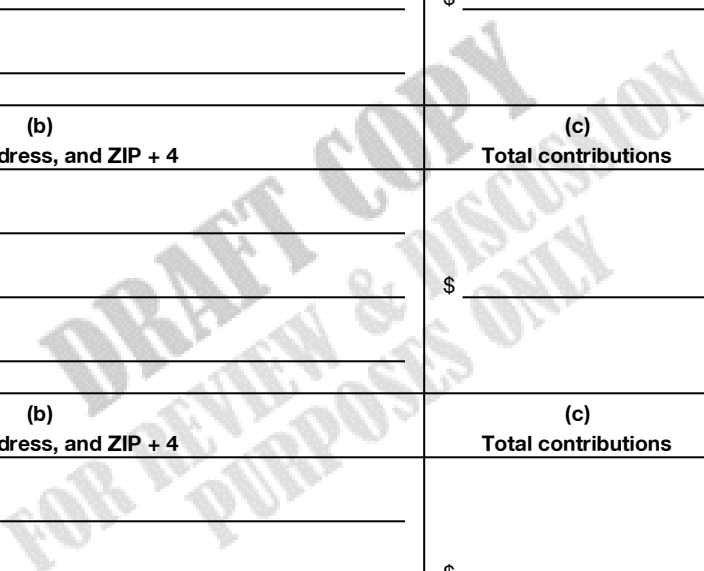 $
(b) (c)
dress, and ZIP + 4 Total contributions
$
(b) (c)
dress, and ZIP + 4 Total contributions
$
DRAFT COPY
FOR REVIEW & DISCUSSION
PURPOSES ONLY